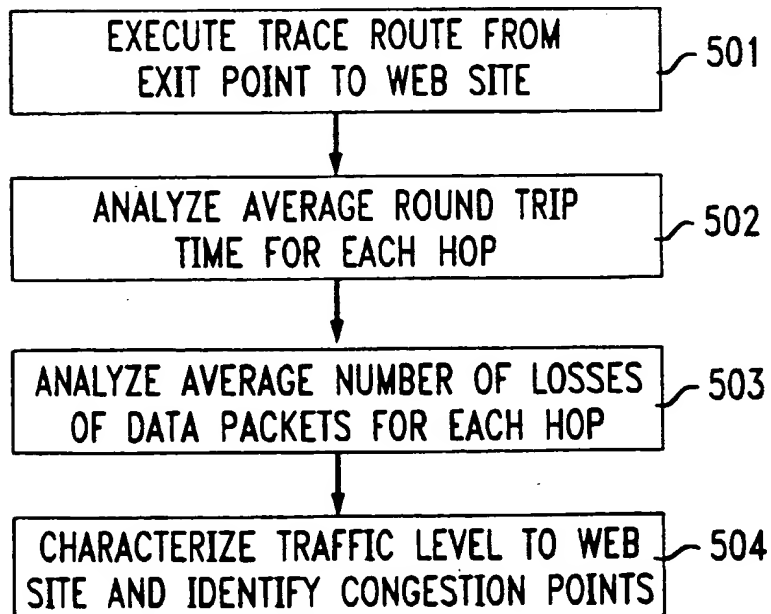 EXECUTE TRACE ROUTE FROM
EXIT POINT TO WEB SITE
501
ANALYZE AVERAGE ROUND TRIP
TIME FOR EACH HOP
502
ANALYZE AVERAGE NUMBER OF LOSSES
OF DATA PACKETS FOR EACH HOP
503
CHARACTERIZE TRAFFIC LEVEL TO WEB
SITE AND IDENTIFY CONGESTION POINTS
504